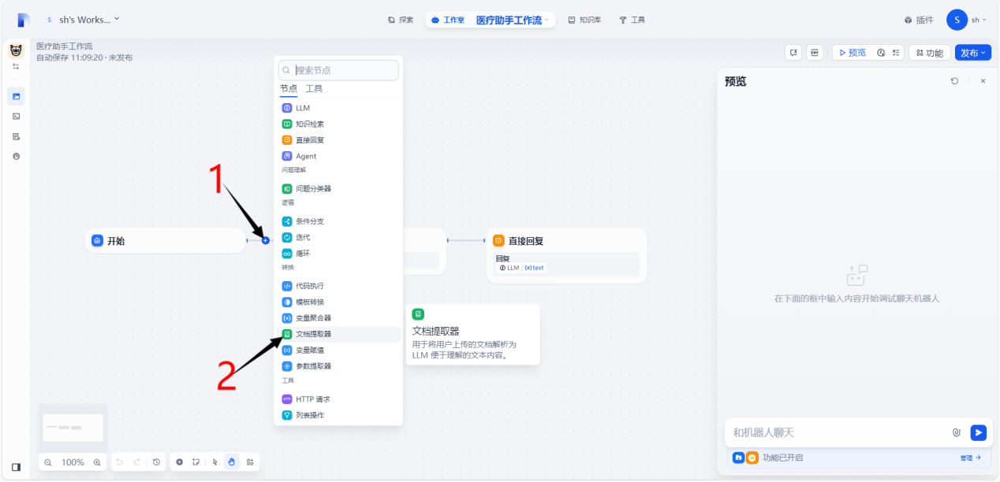 S sh's Works...
探索
工作室 / 医疗助手工作流
知识库
工具
插件
S sh
医疗助手工作流
自动保存 11:09:20 · 未发布
预览
功能
发布
搜索节点
节点 工具
LLM
知识检索
直接回复
Agent
问题理解
问题分类器
逻辑
条件分支
迭代
循环
转换
代码执行
模板转换
变量聚合器
文档提取器
变量赋值
参数提取器
工具
HTTP 请求
列表操作
1
2
开始
直接回复
回复
LLM / (x) text
文档提取器
用于将用户上传的文档解析为
LLM 便于理解的文本内容。
100%
预览
在下面的框中输入内容开始调试聊天机器人
和机器人聊天
功能已开启
管理 →